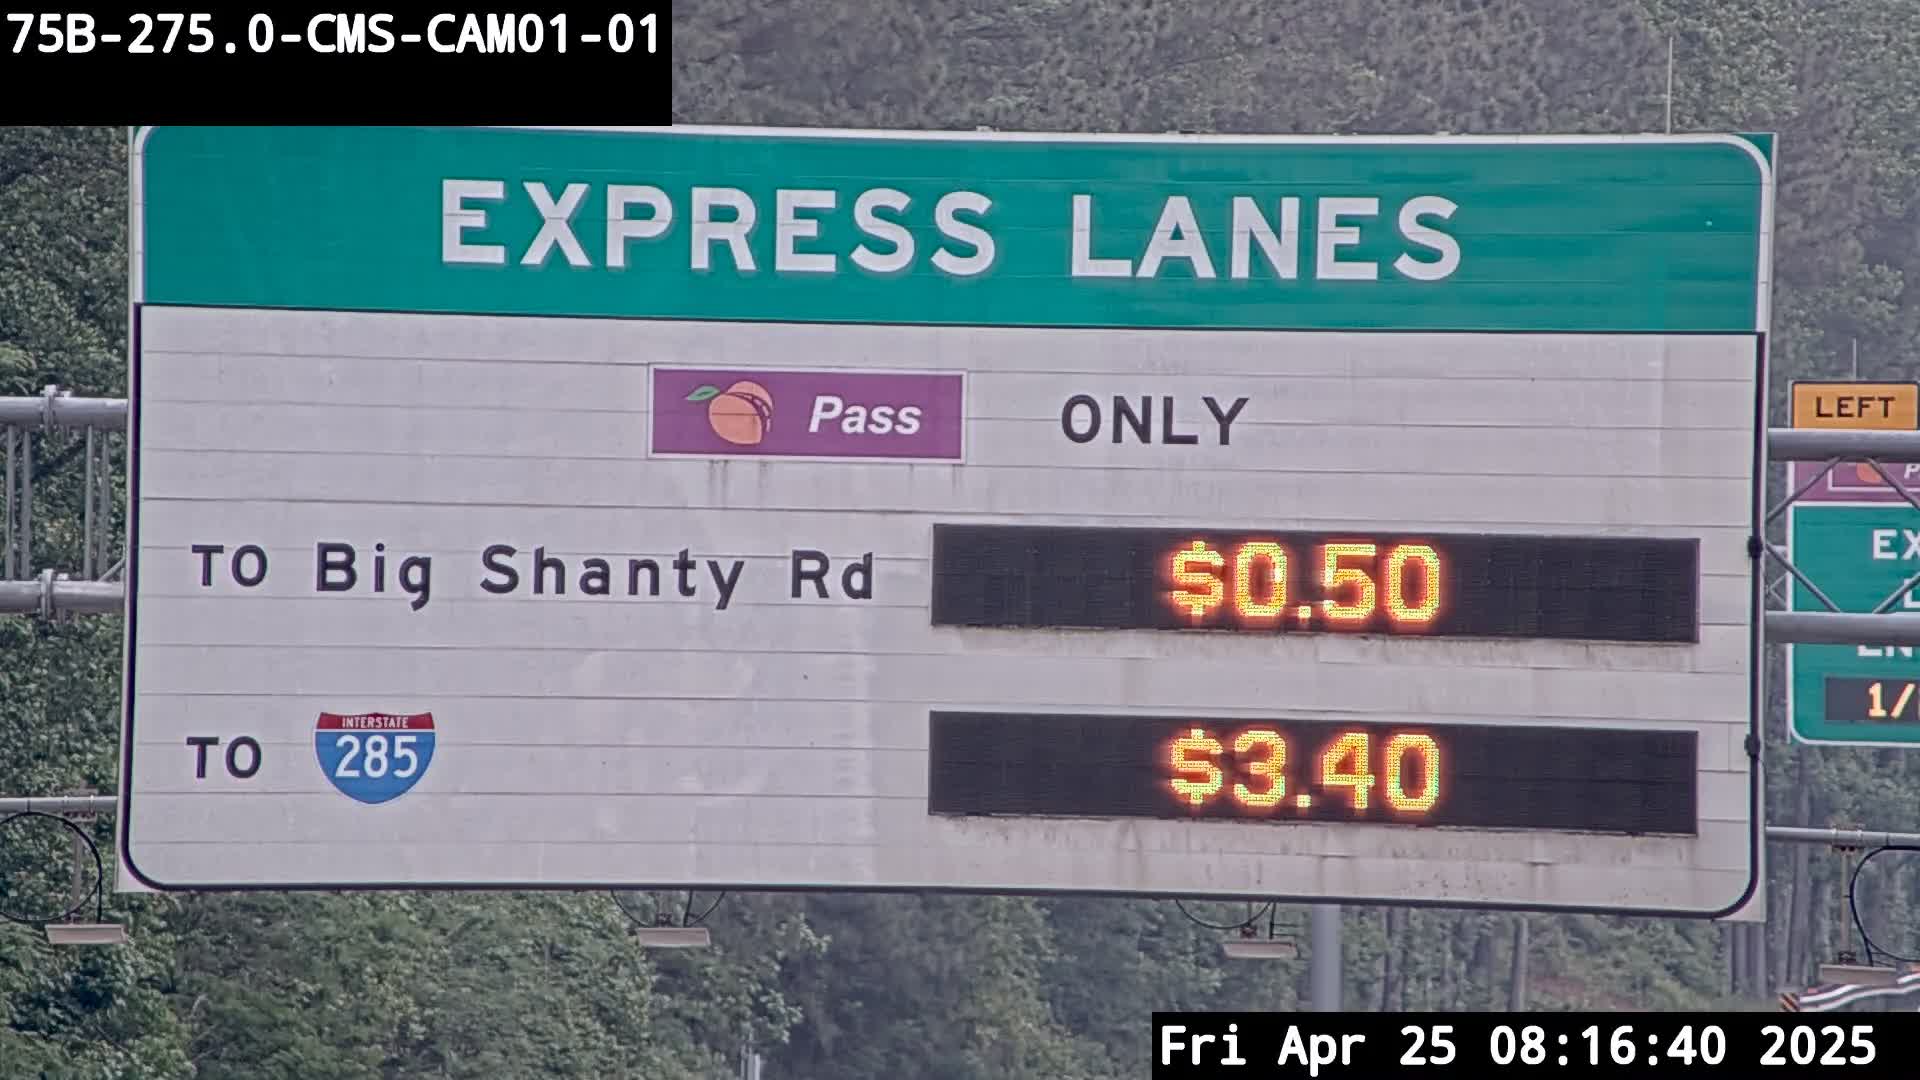 75B-275.0-CMS-CAM01-01
EXPRESS LANES
Pass ONLY
LEFT
TO Big Shanty Rd $0.50
TO INTERSTATE 285 $3.40
1/
Fri Apr 25 08:16:40 2025